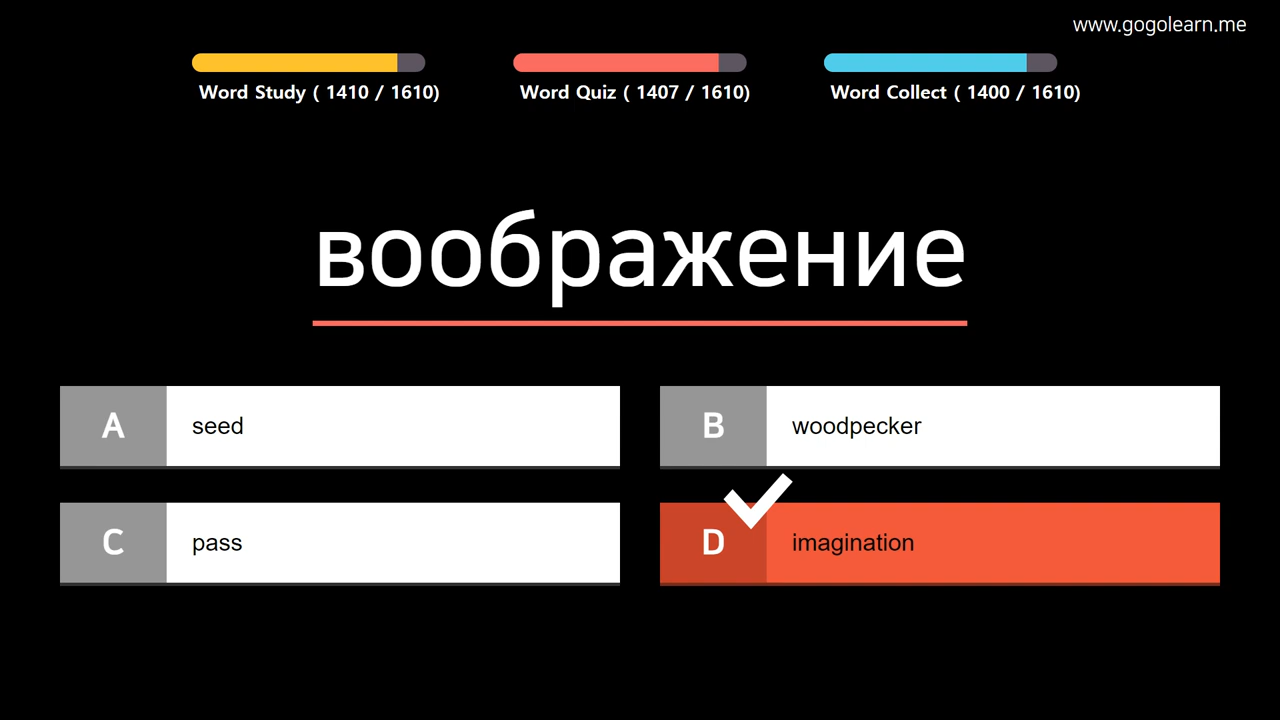 www.gogolearn.me
Word Study ( 1410 / 1610)
Word Quiz ( 1407 / 1610)
Word Collect ( 1400 / 1610)
воображение
A seed
B woodpecker
C pass
D imagination